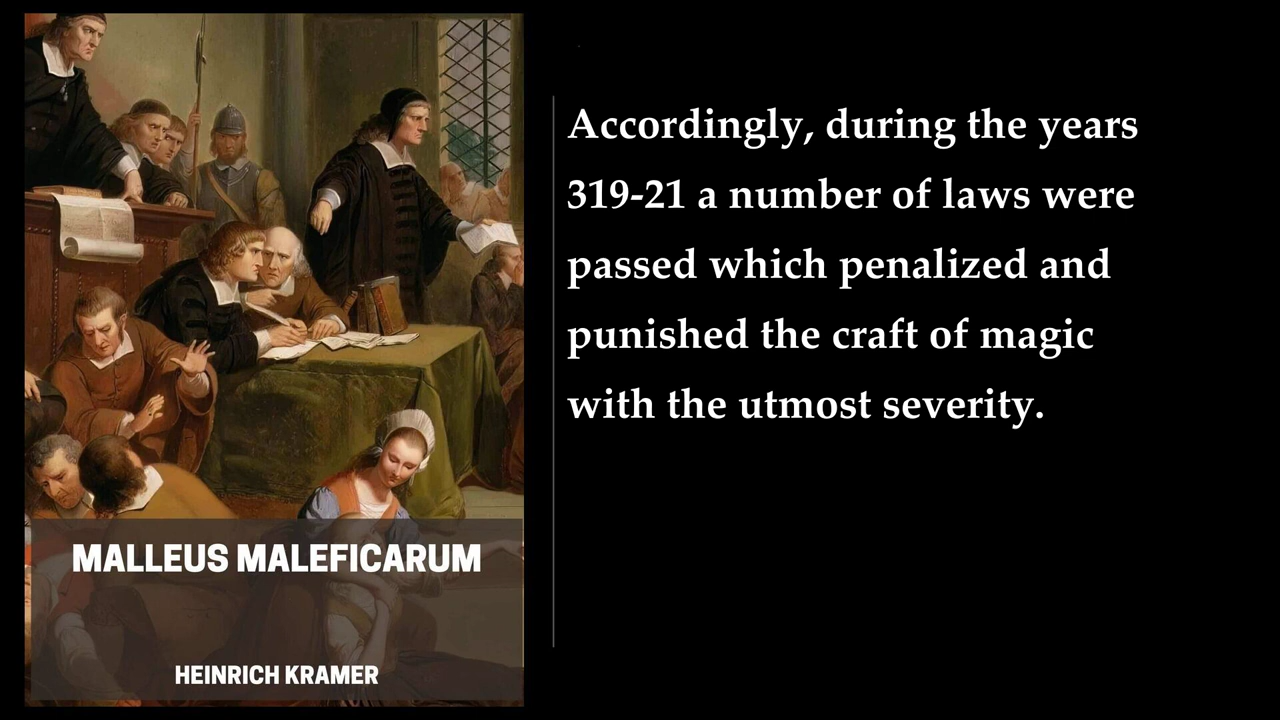 MALLEUS MALEFICARUM
HEINRICH KRAMER
Accordingly, during the years
319-21 a number of laws were
passed which penalized and
punished the craft of magic
with the utmost severity.